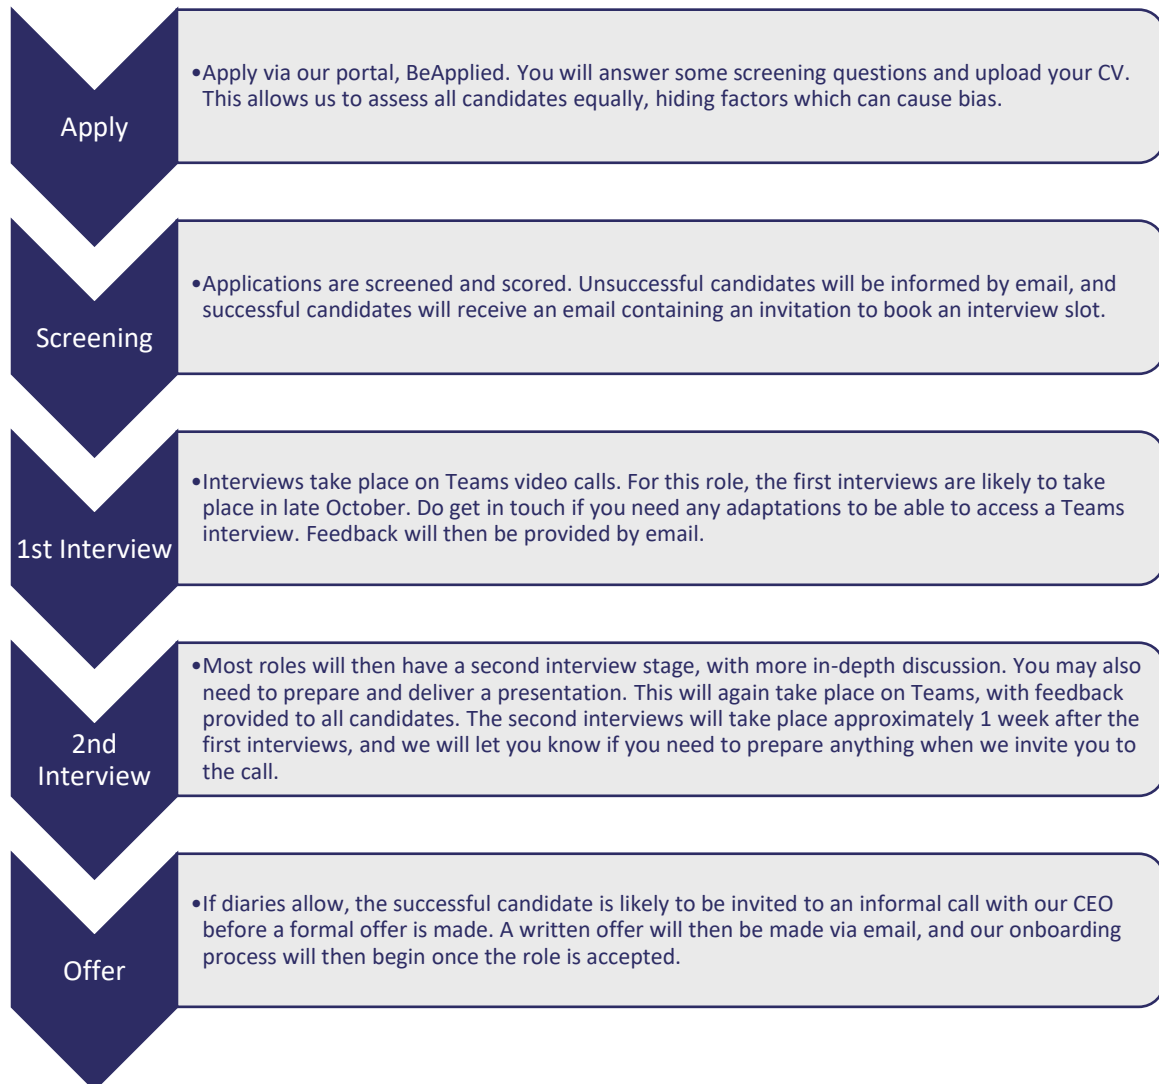 Apply
•Apply via our portal, BeApplied. You will answer some screening questions and upload your CV.
This allows us to assess all candidates equally, hiding factors which can cause bias.
Screening
•Applications are screened and scored. Unsuccessful candidates will be informed by email, and
successful candidates will receive an email containing an invitation to book an interview slot.
1st Interview
•Interviews take place on Teams video calls. For this role, the first interviews are likely to take
place in late October. Do get in touch if you need any adaptations to be able to access a Teams
interview. Feedback will then be provided by email.
2nd
Interview
•Most roles will then have a second interview stage, with more in-depth discussion. You may also
need to prepare and deliver a presentation. This will again take place on Teams, with feedback
provided to all candidates. The second interviews will take place approximately 1 week after the
first interviews, and we will let you know if you need to prepare anything when we invite you to
the call.
Offer
•If diaries allow, the successful candidate is likely to be invited to an informal call with our CEO
before a formal offer is made. A written offer will then be made via email, and our onboarding
process will then begin once the role is accepted.